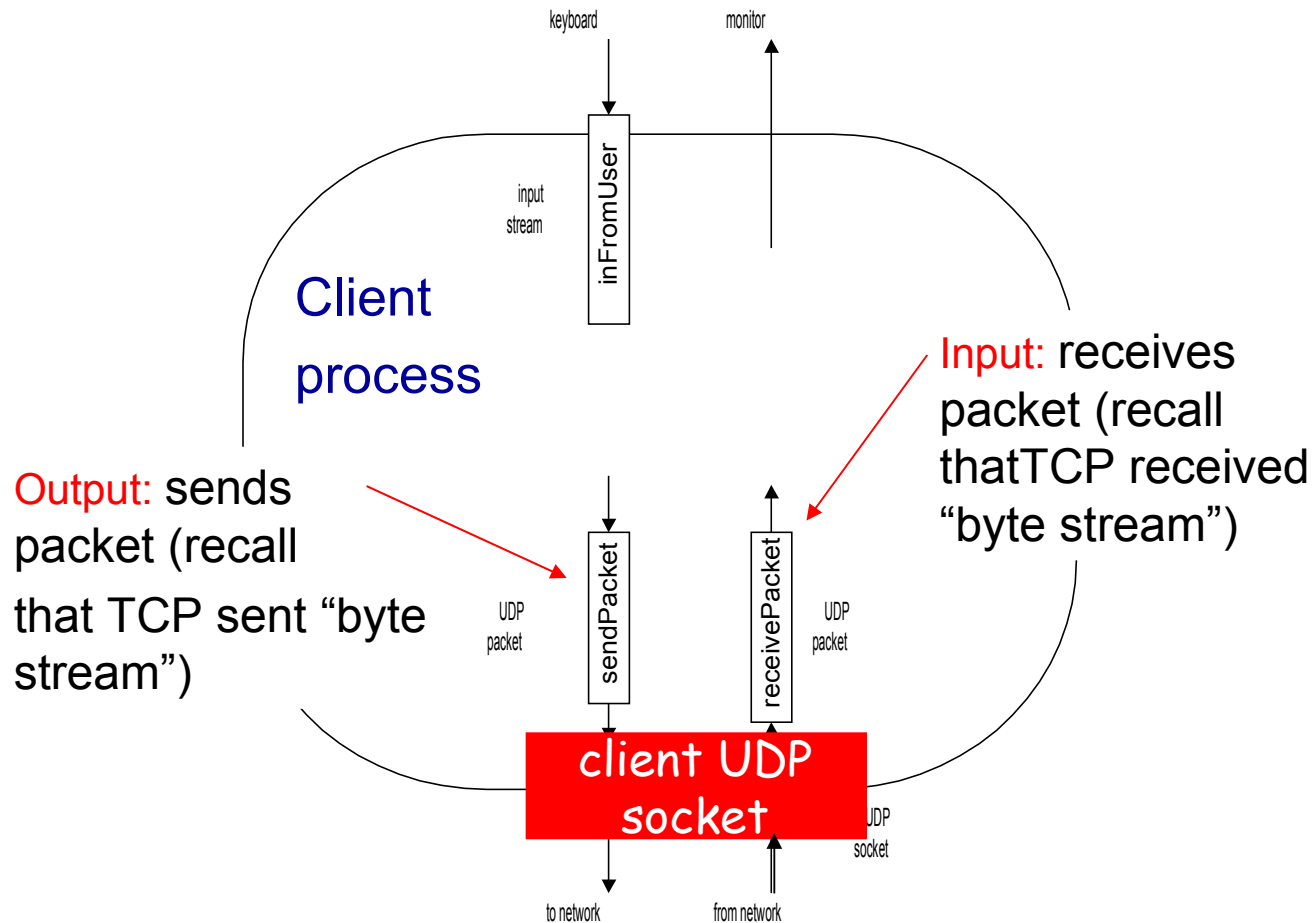 keyboard
monitor
inFromUser
input
stream
Client
process
Input: receives
packet (recall
thatTCP received
“byte stream”)
Output: sends
packet (recall
that TCP sent “byte
stream”)
UDP
packet
sendPacket
receivePacket
UDP
packet
client UDP
socket
UDP
socket
to network
from network